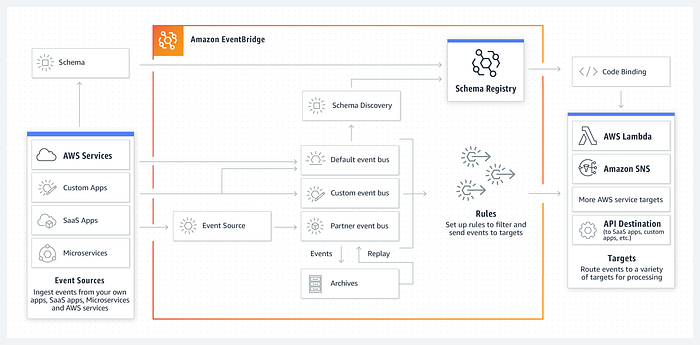 Amazon EventBridge
Schema
Schema Registry
Code Binding
Schema Discovery
AWS Services
Custom Apps
SaaS Apps
Microservices
Event Sources
Ingest events from your own
apps, SaaS apps, Microservices
and AWS services
Event Source
Default event bus
Custom event bus
Partner event bus
Events
Replay
Archives
Rules
Set up rules to filter and
send events to targets
AWS Lambda
Amazon SNS
More AWS service targets
API Destination
(to SaaS apps, custom
apps, etc.)
Targets
Route events to a variety
of targets for processing